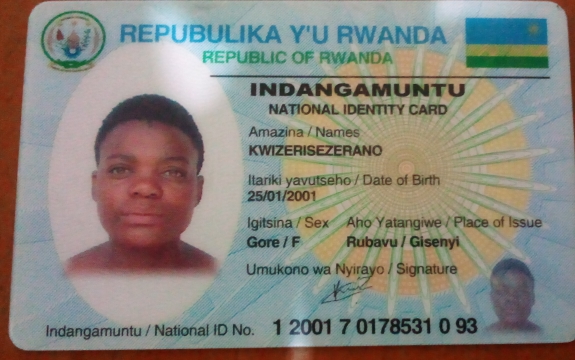 REPUBULIKA Y'U RWANDA
REPUBLIC OF RWANDA
INDANGAMUNTU
NATIONAL IDENTITY CARD
Amazina / Names
KWIZERISEZERANO
Itariki yavutseho / Date of Birth
25/01/2001
Igitsina / Sex Aho Yatangiwe / Place of Issue
Gore / F Rubavu / Gisenyi
Umukono wa Nyirayo / Signature
Indangamuntu / National ID No. 1 2001 7 0178531 0 93